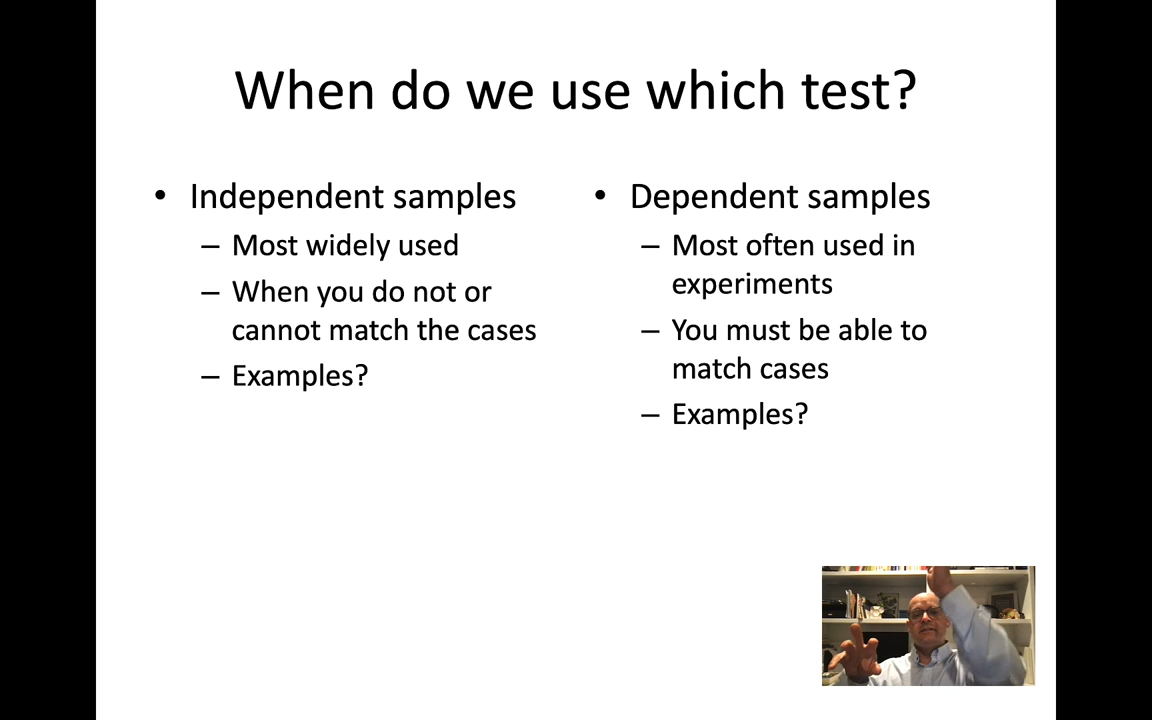 When do we use which test?
• Independent samples
– Most widely used
– When you do not or
cannot match the cases
– Examples?
• Dependent samples
– Most often used in
experiments
– You must be able to
match cases
– Examples?